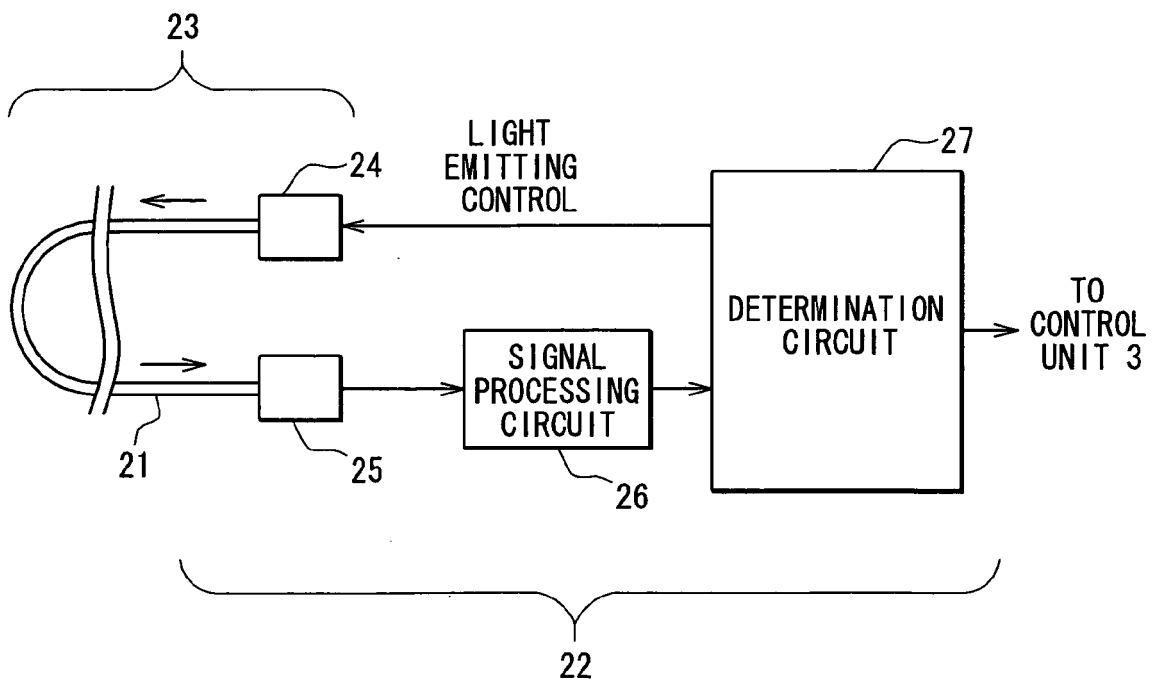 23
24
LIGHT
EMITTING
CONTROL
27
DETERMINATION
CIRCUIT
TO
CONTROL
UNIT 3
SIGNAL
PROCESSING
CIRCUIT
21
25
26
22